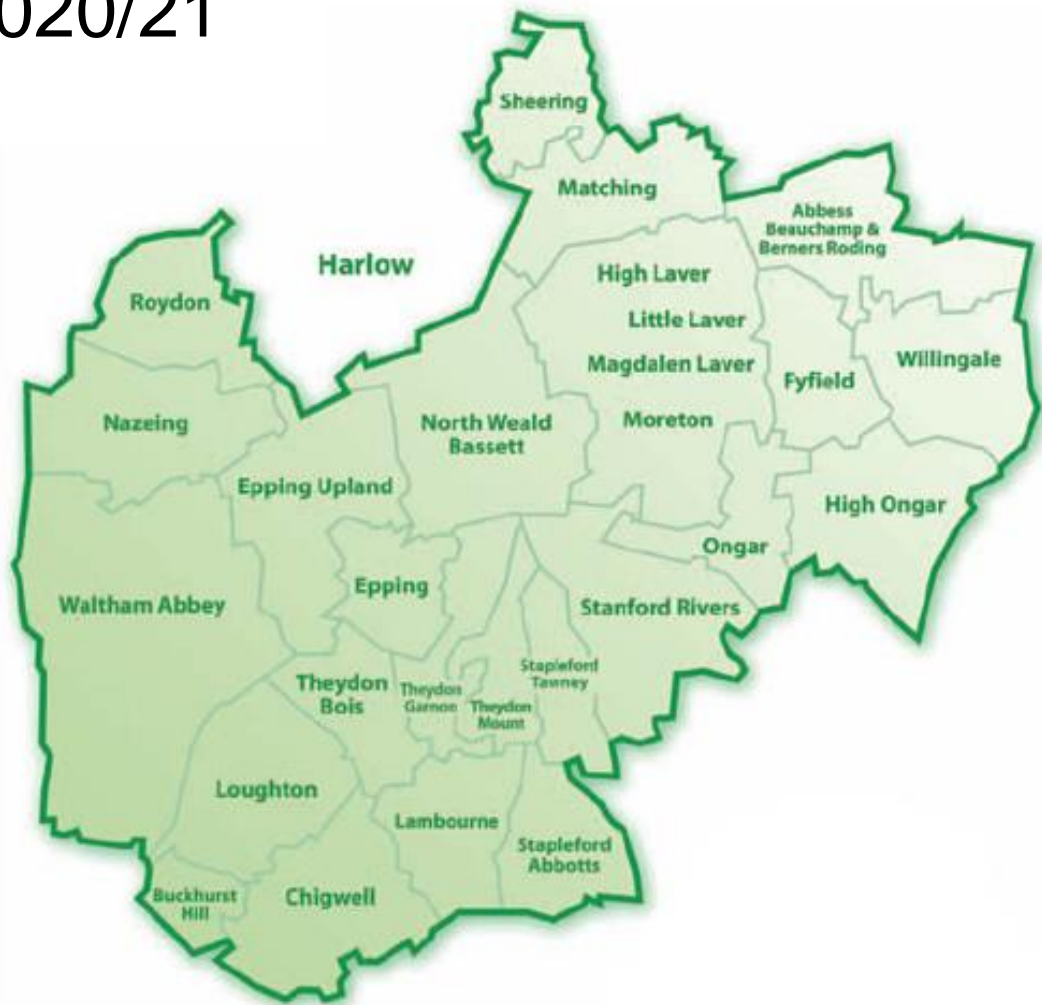 020/21
Sheering
Matching
Abbess
Beauchamp &
Berners Roding
Harlow
High Laver
Roydon
Little Laver
Willingale
Magdalen Laver
Fyfield
Nazeing
North Weald
Bassett
Moreton
Epping Upland
High Ongar
Ongar
Epping
Waltham Abbey
Stanford Rivers
Stapleford
Tawney
Theydon
Bois
Theydon
Garnon
Theydon
Mount
Loughton
Lambourne
Stapleford
Abbotts
Buckhurst
Hill
Chigwell